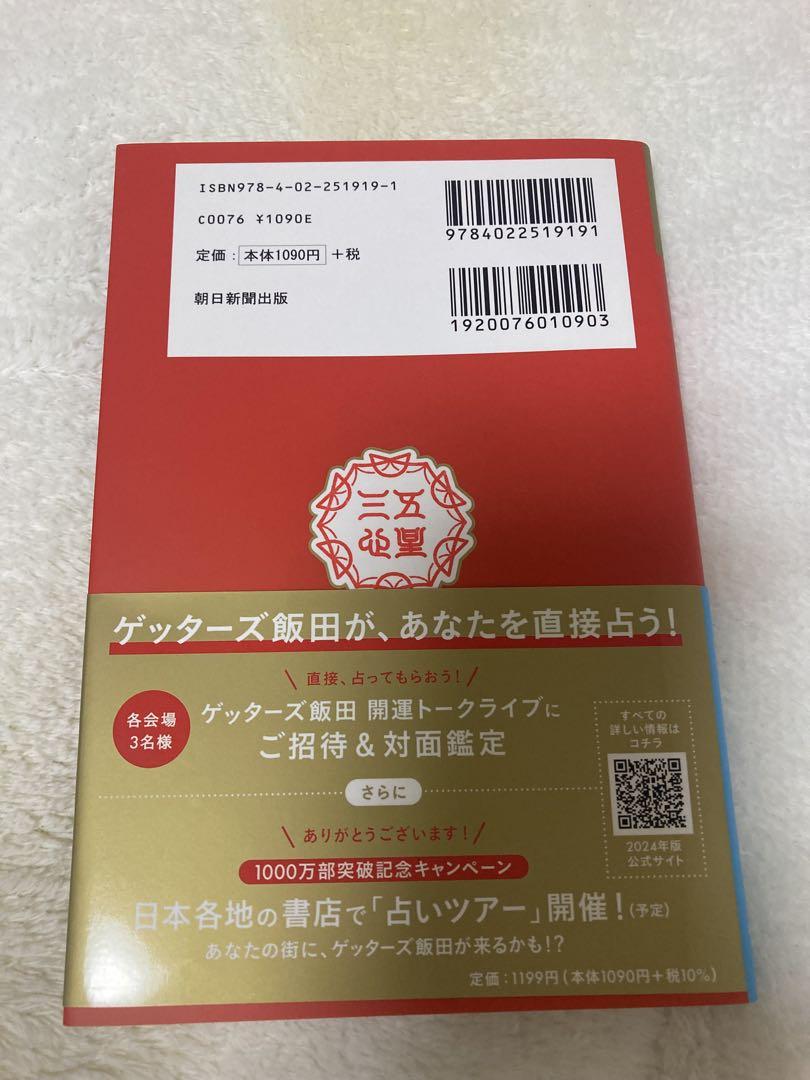 ISBN978-4-02-251919-1
C0076 ¥1090E
定価：本体1090円＋税
朝日新聞出版
9784022519191
1920076010903
三五
心星
ゲッターズ飯田が、あなたを直接占う！
直接、占ってもらおう！
各会場
3名様
ゲッターズ飯田 開運トークライブに
ご招待＆対面鑑定
すべての
詳しい情報は
コチラ
2024年版
公式サイト
さらに
ありがとうございます！
1000万部突破記念キャンペーン
日本各地の書店で「占いツアー」開催！(予定)
あなたの街に、ゲッターズ飯田が来るかも！？
定価：1199円（本体1090円＋税10％）